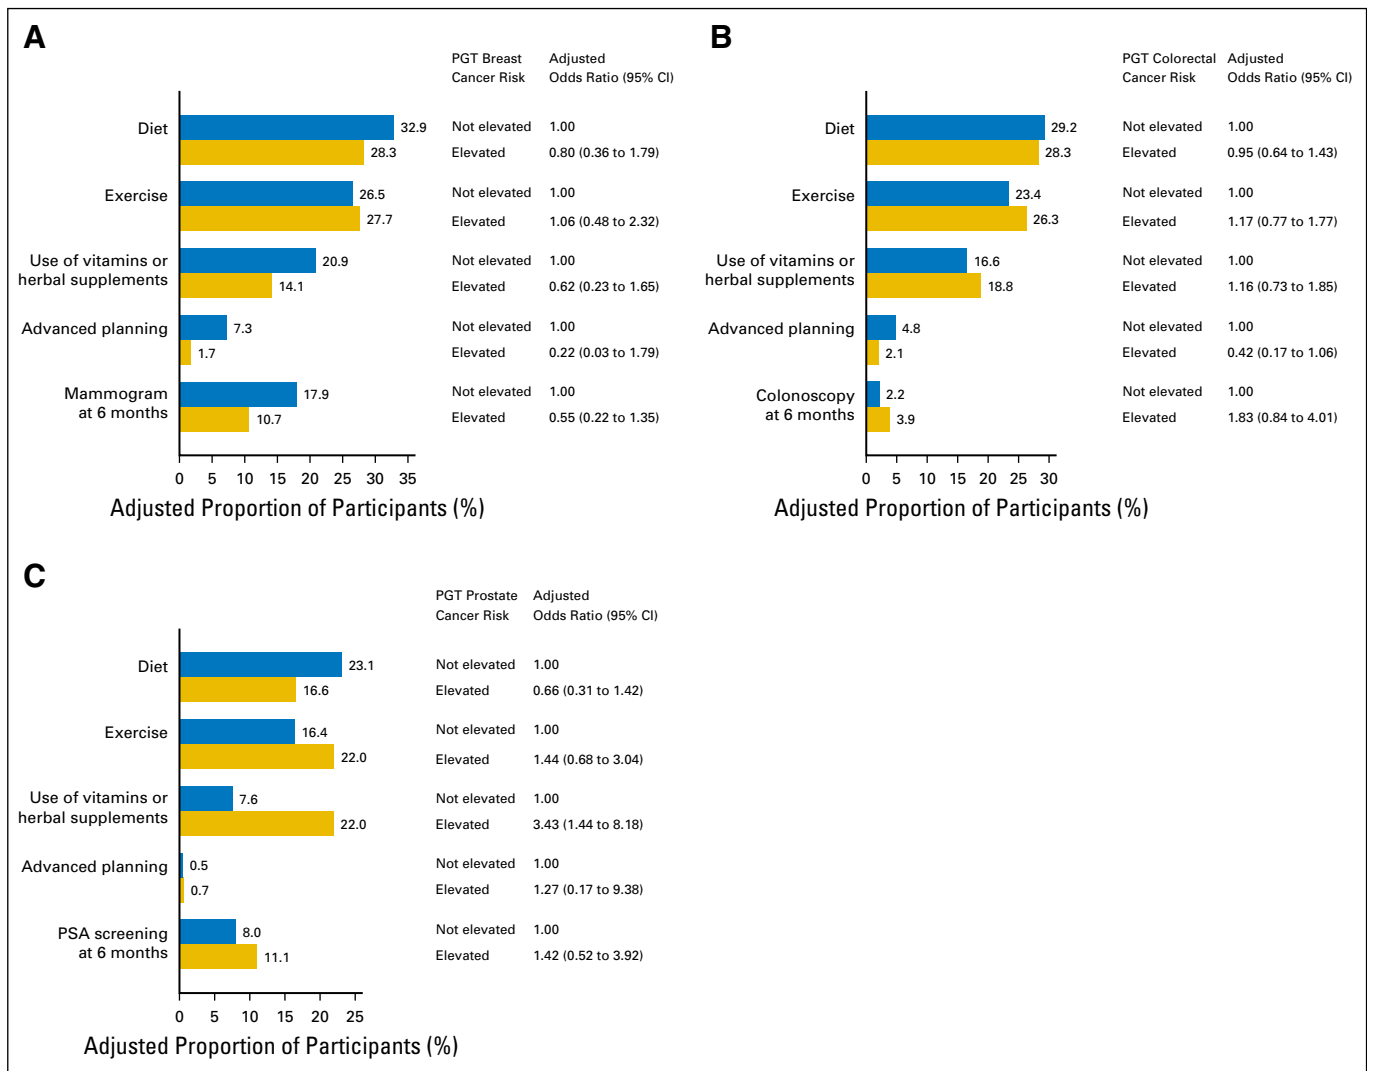 A
PGT Breast Adjusted
Cancer Risk Odds Ratio (95% CI)
Diet 32.9 Not elevated 1.00
28.3 Elevated 0.80 (0.36 to 1.79)
Exercise 26.5 Not elevated 1.00
27.7 Elevated 1.06 (0.48 to 2.32)
Use of vitamins or 20.9 Not elevated 1.00
herbal supplements 14.1 Elevated 0.62 (0.23 to 1.65)
Advanced planning 7.3 Not elevated 1.00
1.7 Elevated 0.22 (0.03 to 1.79)
Mammogram 17.9 Not elevated 1.00
at 6 months 10.7 Elevated 0.55 (0.22 to 1.35)
0 5 10 15 20 25 30 35
Adjusted Proportion of Participants (%)
B
PGT Colorectal Adjusted
Cancer Risk Odds Ratio (95% CI)
Diet 29.2 Not elevated 1.00
28.3 Elevated 0.95 (0.64 to 1.43)
Exercise 23.4 Not elevated 1.00
26.3 Elevated 1.17 (0.77 to 1.77)
Use of vitamins or 16.6 Not elevated 1.00
herbal supplements 18.8 Elevated 1.16 (0.73 to 1.85)
Advanced planning 4.8 Not elevated 1.00
2.1 Elevated 0.42 (0.17 to 1.06)
Colonoscopy 2.2 Not elevated 1.00
at 6 months 3.9 Elevated 1.83 (0.84 to 4.01)
0 5 10 15 20 25 30
Adjusted Proportion of Participants (%)
C
PGT Prostate Adjusted
Cancer Risk Odds Ratio (95% CI)
Diet 23.1 Not elevated 1.00
16.6 Elevated 0.66 (0.31 to 1.42)
Exercise 16.4 Not elevated 1.00
22.0 Elevated 1.44 (0.68 to 3.04)
Use of vitamins or 7.6 Not elevated 1.00
herbal supplements 22.0 Elevated 3.43 (1.44 to 8.18)
Advanced planning 0.5 Not elevated 1.00
0.7 Elevated 1.27 (0.17 to 9.38)
PSA screening 8.0 Not elevated 1.00
at 6 months 11.1 Elevated 1.42 (0.52 to 3.92)
0 5 10 15 20 25
Adjusted Proportion of Participants (%)